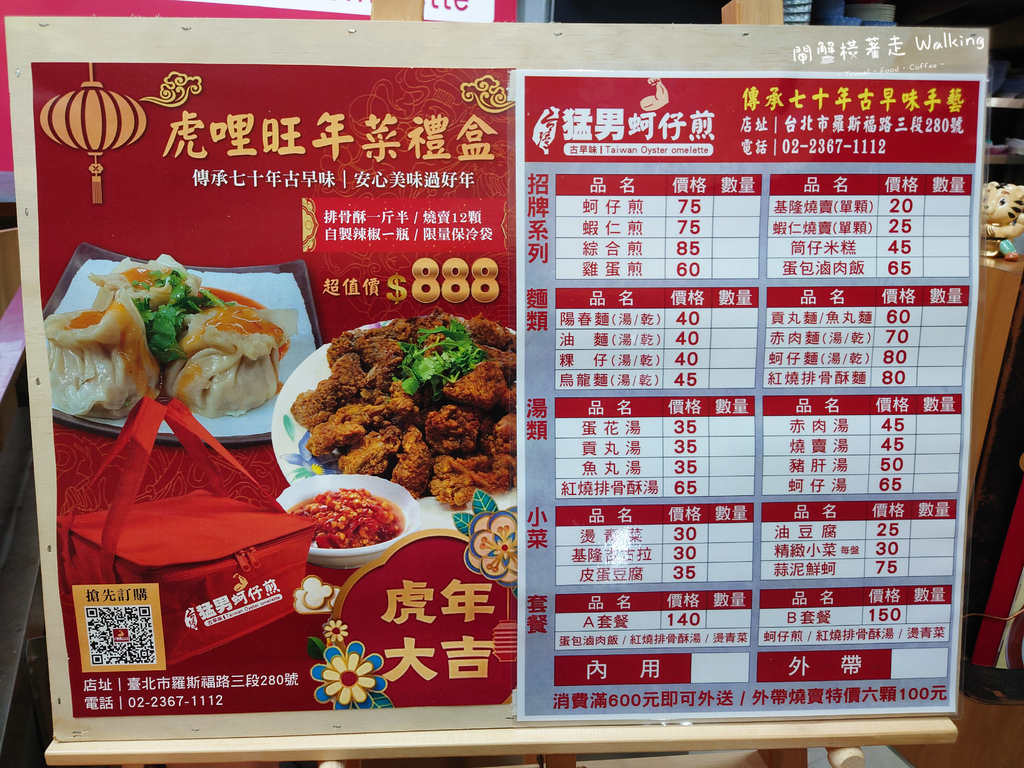 閘蟹橫著走 Walking
Travel · Food · Coffee
虎哩旺年菜禮盒
傳承七十年古早味|安心美味過好年
排骨酥一斤半 / 燒賣12顆
自製辣椒一瓶 / 限量保冷袋
超值價 $888
猛男蚵仔煎
古早味 | Taiwan Oyster omelette
搶先訂購
虎年
大吉
店址|臺北市羅斯福路三段280號
電話|02-2367-1112
台灣猛男蚵仔煎
古早味 | Taiwan Oyster omelette
傳承七十年古早味手藝
店址|台北市羅斯福路三段280號
電話|02-2367-1112
招牌系列
品名 價格 數量 品名 價格 數量
蚵仔煎 75 基隆燒賣(單顆) 20
蝦仁煎 75 蝦仁燒賣(單顆) 25
綜合煎 85 筒仔米糕 45
雞蛋煎 60 蛋包滷肉飯 65
麵類
品名 價格 數量 品名 價格 數量
陽春麵(湯/乾) 40 貢丸麵/魚丸麵 60
油麵(湯/乾) 40 赤肉麵(湯/乾) 70
粿仔(湯/乾) 40 蚵仔麵(湯/乾) 80
烏龍麵(湯/乾) 45 紅燒排骨酥麵 80
湯類
品名 價格 數量 品名 價格 數量
蛋花湯 35 赤肉湯 45
貢丸湯 35 燒賣湯 45
魚丸湯 35 豬肝湯 50
紅燒排骨酥湯 65 蚵仔湯 65
小菜
品名 價格 數量 品名 價格 數量
燙青菜 30 油豆腐 25
基隆吉古拉 30 精緻小菜 每盤 30
皮蛋豆腐 35 蒜泥鮮蚵 75
套餐
品名 價格 數量 品名 價格 數量
A套餐 140 B套餐 150
蛋包滷肉飯 / 紅燒排骨酥湯 / 燙青菜 蚵仔煎 / 紅燒排骨酥湯 / 燙青菜
內用 外帶
消費滿600元即可外送 / 外帶燒賣特價六顆100元